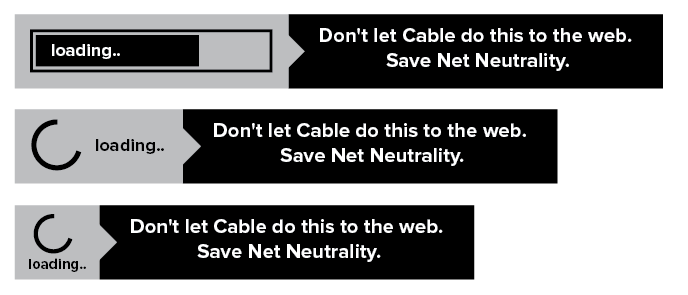 loading..
Don't let Cable do this to the web.
Save Net Neutrality.
loading..
Don't let Cable do this to the web.
Save Net Neutrality.
loading..
Don't let Cable do this to the web.
Save Net Neutrality.